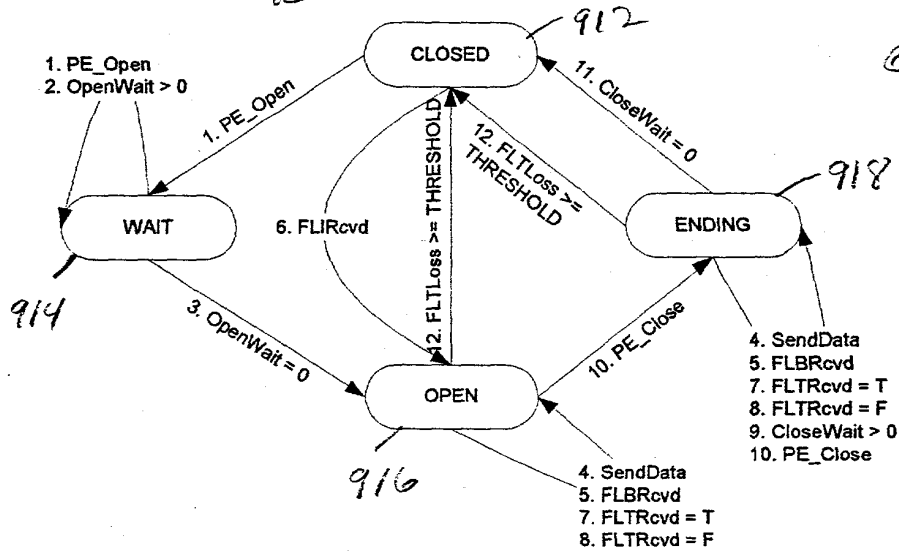 912
CLOSED
1. PE_Open
2. OpenWait > 0
1. PE_Open
11. CloseWait = 0
12. FLTLoss >=
THRESHOLD
12. FLTLoss >= THRESHOLD
918
WAIT
6. FLIRcvd
ENDING
914
3. OpenWait = 0
10. PE_Close
OPEN
916
4. SendData
5. FLBRcvd
7. FLTRcvd = T
8. FLTRcvd = F
9. CloseWait > 0
10. PE_Close
4. SendData
5. FLBRcvd
7. FLTRcvd = T
8. FLTRcvd = F